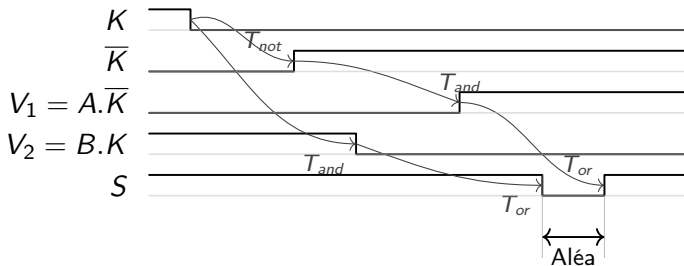 K
T_not
K̅
T_and
V₁ = A.K̅
V₂ = B.K
T_and
T_or
S
T_or
Aléa